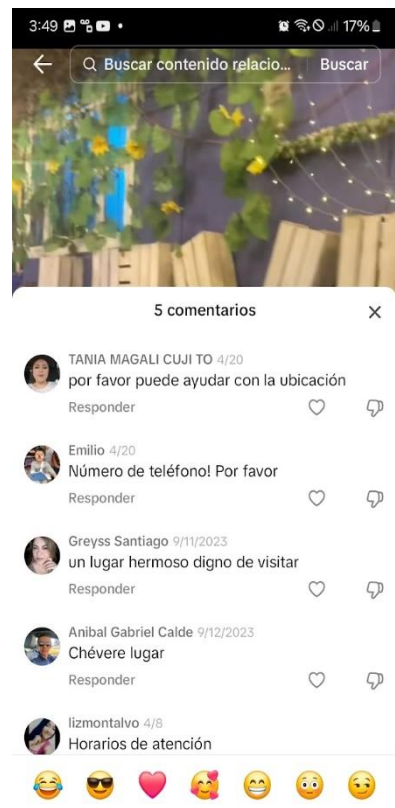 3:49 17%
Buscar contenido relacio... Buscar
5 comentarios
TANIA MAGALI CUJI TO 4/20
por favor puede ayudar con la ubicación
Responder
Emilio 4/20
Número de teléfono! Por favor
Responder
Greyss Santiago 9/11/2023
un lugar hermoso digno de visitar
Responder
Anibal Gabriel Calde 9/12/2023
Chévere lugar
Responder
lizmontalvo 4/8
Horarios de atención